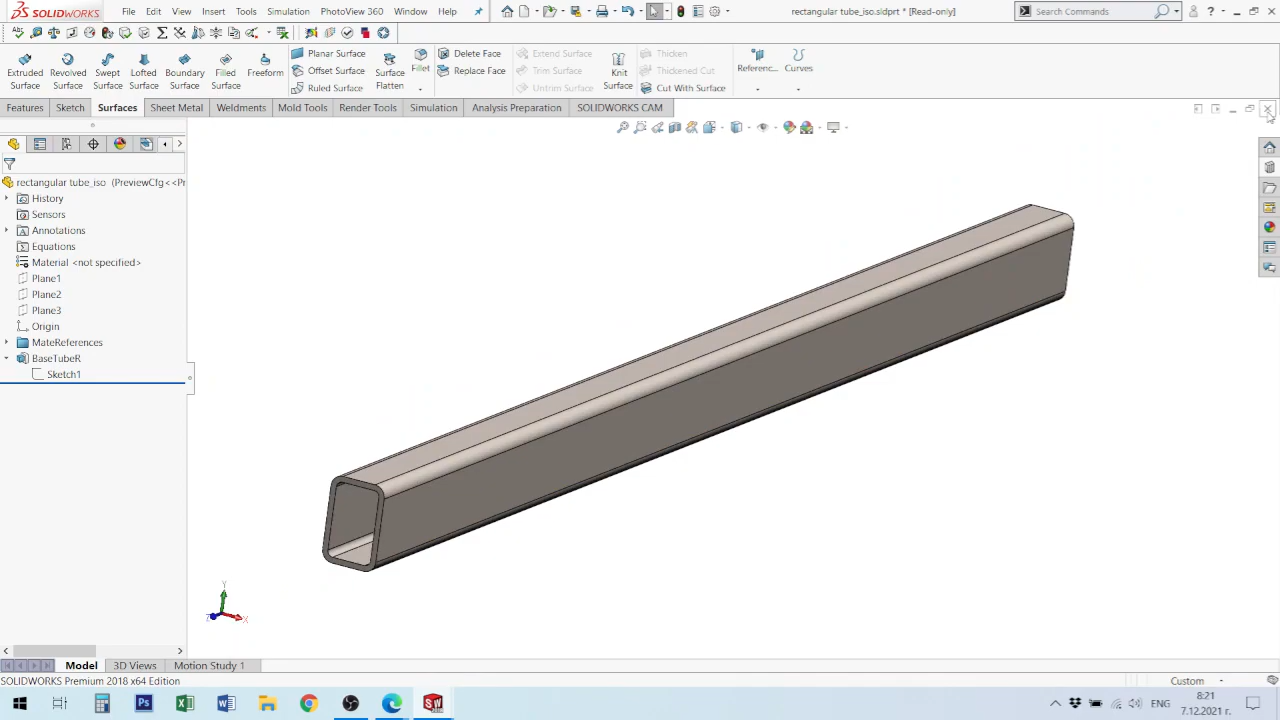 SOLIDWORKS File Edit View Insert Tools Simulation PhotoView 360 Window Help rectangular tube_iso.sldprt * [Read-only] Search Commands
Extruded Surface
Revolved Surface
Swept Surface
Lofted Surface
Boundary Surface
Filled Surface
Freeform
Planar Surface
Offset Surface
Ruled Surface
Surface Flatten
Fillet
Delete Face
Replace Face
Extend Surface
Trim Surface
Untrim Surface
Knit Surface
Thicken
Thickened Cut
Cut With Surface
Referenc...
Curves
Features Sketch Surfaces Sheet Metal Weldments Mold Tools Render Tools Simulation Analysis Preparation SOLIDWORKS CAM
rectangular tube_iso (PreviewCfg<<Pr
History
Sensors
Annotations
Equations
Material <not specified>
Plane1
Plane2
Plane3
Origin
MateReferences
BaseTubeR
Sketch1
Y
Z X
Model 3D Views Motion Study 1
SOLIDWORKS Premium 2018 x64 Edition Custom
ENG 8:21
7.12.2021 г.